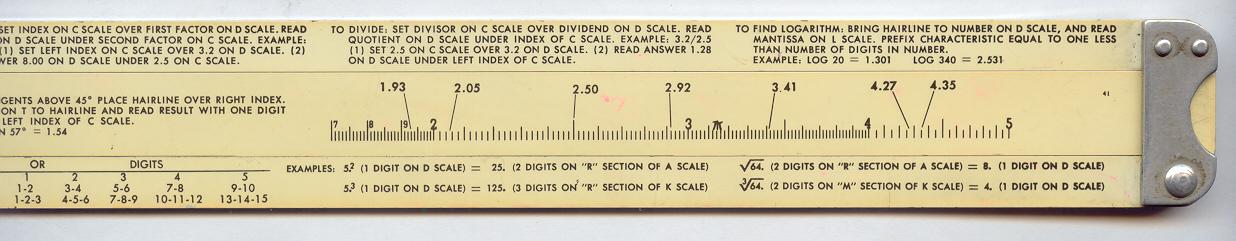 SET INDEX ON C SCALE OVER FIRST FACTOR ON D SCALE. READ
ON D SCALE UNDER SECOND FACTOR ON C SCALE. EXAMPLE:
(1) SET LEFT INDEX ON C SCALE OVER 3.2 ON D SCALE. (2)
WER 8.00 ON D SCALE UNDER 2.5 ON C SCALE.
TO DIVIDE: SET DIVISOR ON C SCALE OVER DIVIDEND ON D SCALE. READ
QUOTIENT ON D SCALE UNDER INDEX OF C SCALE. EXAMPLE: 3.2/2.5
(1) SET 2.5 ON C SCALE OVER 3.2 ON D SCALE. (2) READ ANSWER 1.28
ON D SCALE UNDER LEFT INDEX OF C SCALE.
TO FIND LOGARITHM: BRING HAIRLINE TO NUMBER ON D SCALE, AND READ
MANTISSA ON L SCALE. PREFIX CHARACTERISTIC EQUAL TO ONE LESS
THAN NUMBER OF DIGITS IN NUMBER.
EXAMPLE: LOG 20 = 1.301 LOG 340 = 2.531
GENTS ABOVE 45° PLACE HAIRLINE OVER RIGHT INDEX.
ON T TO HAIRLINE AND READ RESULT WITH ONE DIGIT
LEFT INDEX OF C SCALE.
N 57° = 1.54
1.93 2.05 2.50 2.92 3.41 4.27 4.35
41
7 8 9 2 3 π 4 5
OR DIGITS
1 2 3 4 5
1-2 3-4 5-6 7-8 9-10
1-2-3 4-5-6 7-8-9 10-11-12 13-14-15
EXAMPLES: 5² (1 DIGIT ON D SCALE) = 25. (2 DIGITS ON "R" SECTION OF A SCALE)
5³ (1 DIGIT ON D SCALE) = 125. (3 DIGITS ON "R" SECTION OF K SCALE)
√64. (2 DIGITS ON "R" SECTION OF A SCALE) = 8. (1 DIGIT ON D SCALE)
∛64. (2 DIGITS ON "M" SECTION OF K SCALE) = 4. (1 DIGIT ON D SCALE)